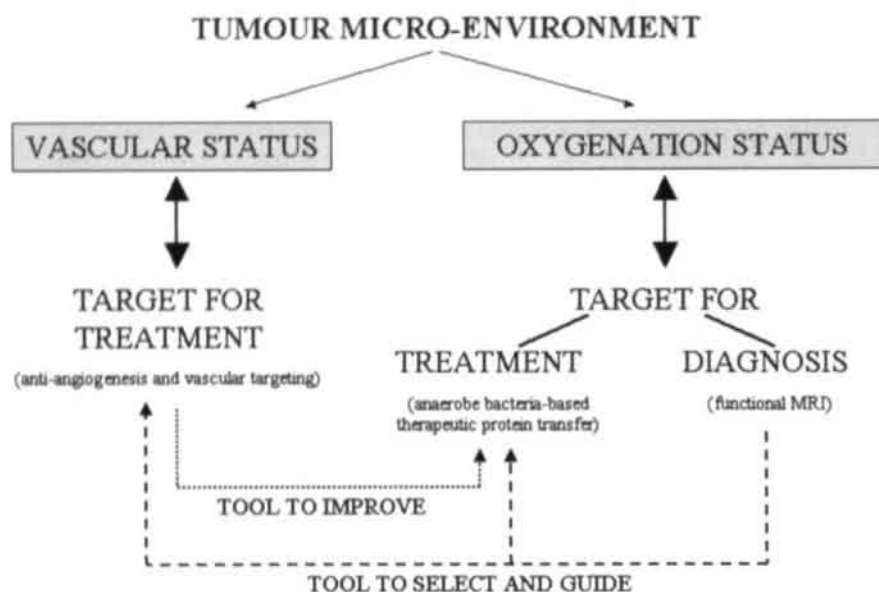 TUMOUR MICRO-ENVIRONMENT
VASCULAR STATUS
OXYGENATION STATUS
TARGET FOR
TREATMENT
(anti-angiogenesis and vascular targeting)
TARGET FOR
TREATMENT
(anaerobe bacteria-based
therapeutic protein transfer)
DIAGNOSIS
(functional MRI)
TOOL TO IMPROVE
TOOL TO SELECT AND GUIDE